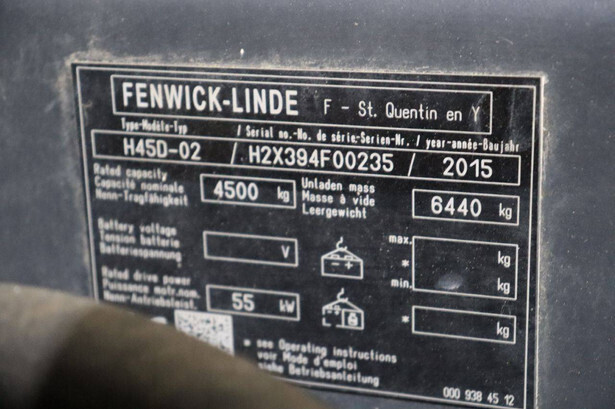 FENWICK-LINDE F - St. Quentin en Y
Type-Modèle-Typ / Serial no.-No. de série-Serien-Nr. / year-année-Baujahr
H45D-02 / H2X394F00235 / 2015
Rated capacity
Capacité nominale
Nenn-Tragfähigkeit
4500 kg
Unladen mass
Masse à vide
Leergewicht
6440 kg
Battery voltage
Tension batterie
Batteriespannung
V
max. kg
*
min. kg
Rated drive power
Puissance motr.nom.
Nenn-Antriebsleist.
55 kW
* kg
* see Operating instructions
voir Mode d'emploi
siehe Betriebsanleitung
000 938 45 12